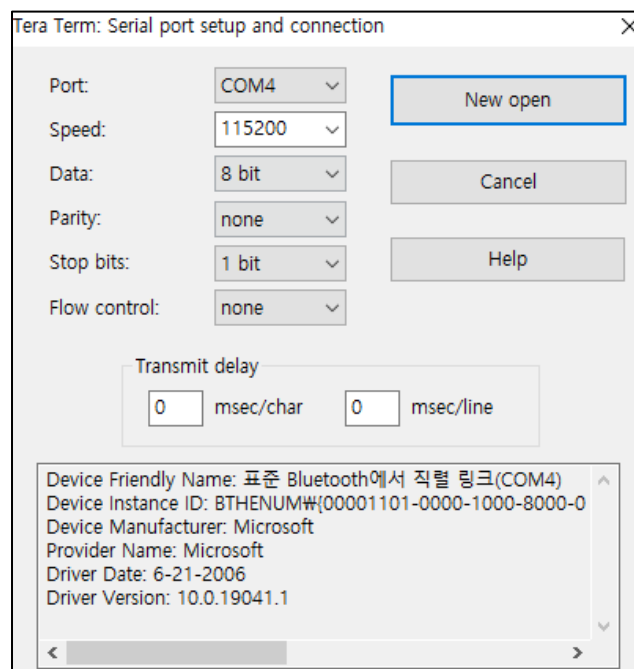 Tera Term: Serial port setup and connection
Port: COM4
New open
Speed: 115200
Data: 8 bit
Cancel
Parity: none
Stop bits: 1 bit
Help
Flow control: none
Transmit delay
0 msec/char 0 msec/line
Device Friendly Name: 표준 Bluetooth에서 직렬 링크(COM4)
Device Instance ID: BTHENUM₩{00001101-0000-1000-8000-0
Device Manufacturer: Microsoft
Provider Name: Microsoft
Driver Date: 6-21-2006
Driver Version: 10.0.19041.1